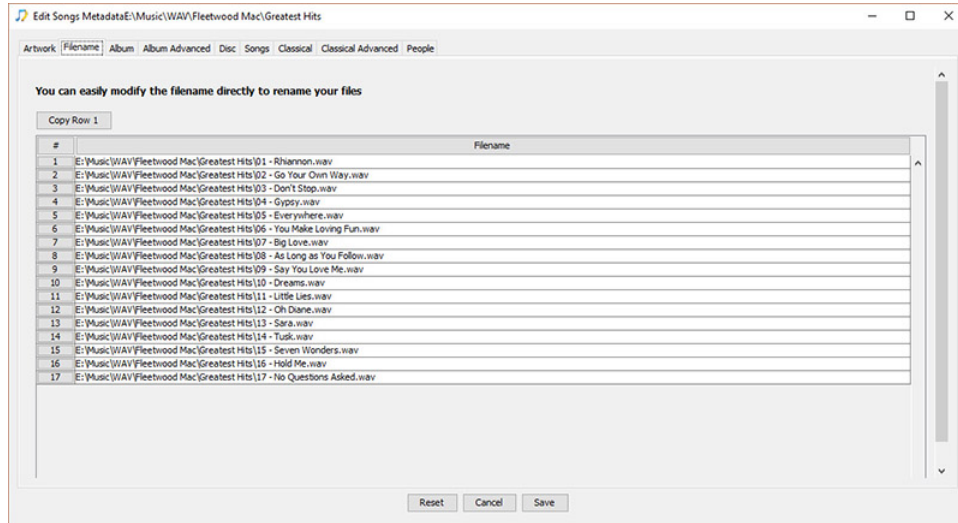 Edit Songs MetadataE:\Music\WAV\Fleetwood Mac\Greatest Hits
Artwork Filename Album Album Advanced Disc Songs Classical Classical Advanced People
You can easily modify the filename directly to rename your files
Copy Row 1
# Filename
1 E:\Music\WAV\Fleetwood Mac\Greatest Hits\01 - Rhiannon.wav
2 E:\Music\WAV\Fleetwood Mac\Greatest Hits\02 - Go Your Own Way.wav
3 E:\Music\WAV\Fleetwood Mac\Greatest Hits\03 - Don't Stop.wav
4 E:\Music\WAV\Fleetwood Mac\Greatest Hits\04 - Gypsy.wav
5 E:\Music\WAV\Fleetwood Mac\Greatest Hits\05 - Everywhere.wav
6 E:\Music\WAV\Fleetwood Mac\Greatest Hits\06 - You Make Loving Fun.wav
7 E:\Music\WAV\Fleetwood Mac\Greatest Hits\07 - Big Love.wav
8 E:\Music\WAV\Fleetwood Mac\Greatest Hits\08 - As Long as You Follow.wav
9 E:\Music\WAV\Fleetwood Mac\Greatest Hits\09 - Say You Love Me.wav
10 E:\Music\WAV\Fleetwood Mac\Greatest Hits\10 - Dreams.wav
11 E:\Music\WAV\Fleetwood Mac\Greatest Hits\11 - Little Lies.wav
12 E:\Music\WAV\Fleetwood Mac\Greatest Hits\12 - Oh Diane.wav
13 E:\Music\WAV\Fleetwood Mac\Greatest Hits\13 - Sara.wav
14 E:\Music\WAV\Fleetwood Mac\Greatest Hits\14 - Tusk.wav
15 E:\Music\WAV\Fleetwood Mac\Greatest Hits\15 - Seven Wonders.wav
16 E:\Music\WAV\Fleetwood Mac\Greatest Hits\16 - Hold Me.wav
17 E:\Music\WAV\Fleetwood Mac\Greatest Hits\17 - No Questions Asked.wav
Reset Cancel Save